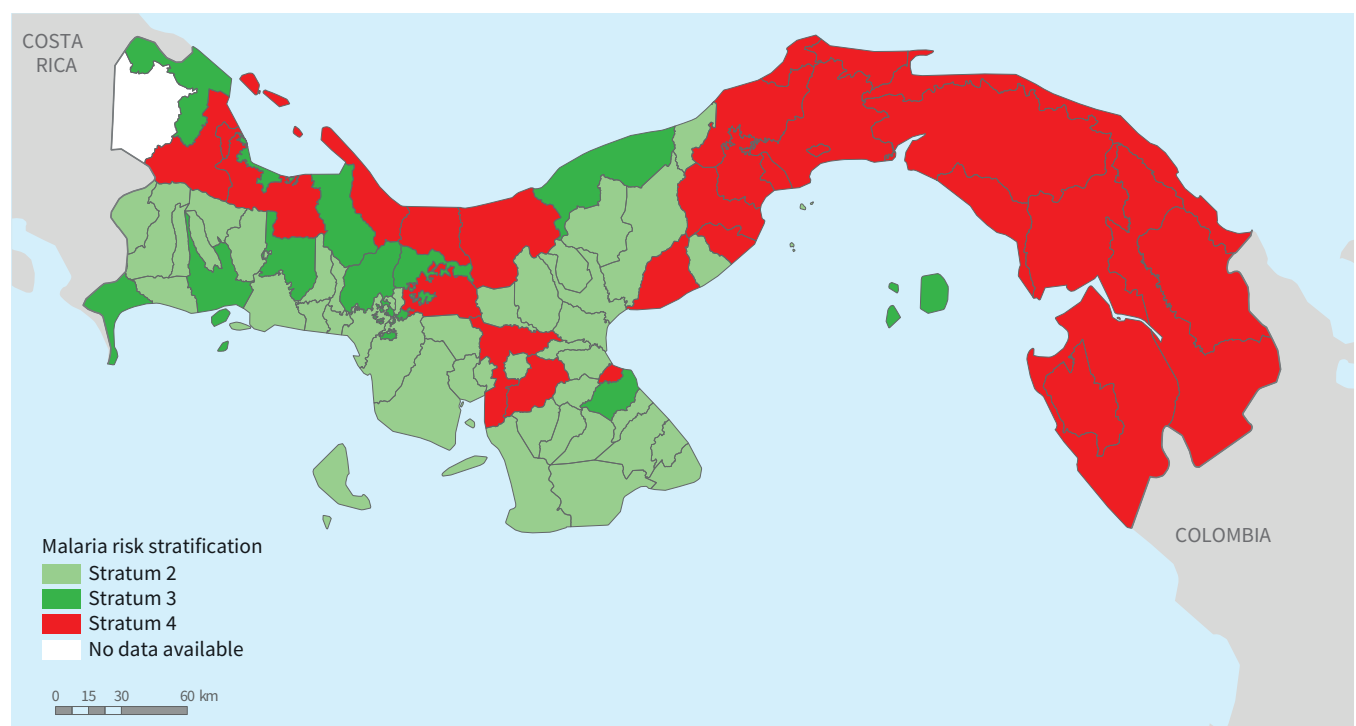 COSTA
RICA
COLOMBIA
Malaria risk stratification
Stratum 2
Stratum 3
Stratum 4
No data available
0 15 30 60 km